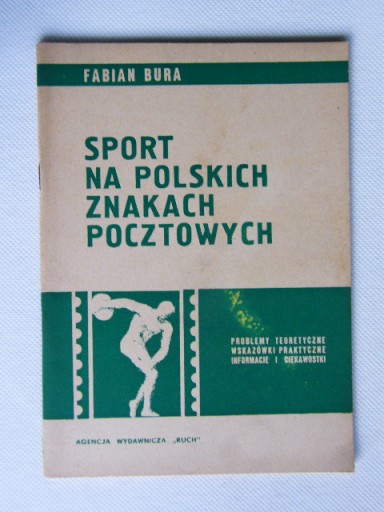 FABIAN BURA
SPORT
NA POLSKICH
ZNAKACH
POCZTOWYCH
PROBLEMY TEORETYCZNE
WSKAZÓWKI PRAKTYCZNE
INFORMACJE I CIEKAWOSTKI
AGENCJA WYDAWNICZA „RUCH"